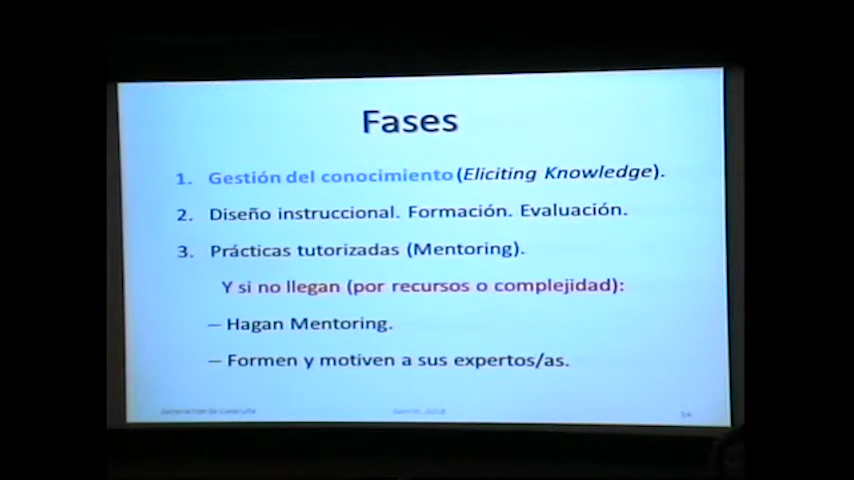 Fases
1. Gestión del conocimiento (Eliciting Knowledge).
2. Diseño instruccional. Formación. Evaluación.
3. Prácticas tutorizadas (Mentoring).
Y si no llegan (por recursos o complejidad):
– Hagan Mentoring.
– Formen y motiven a sus expertos/as.